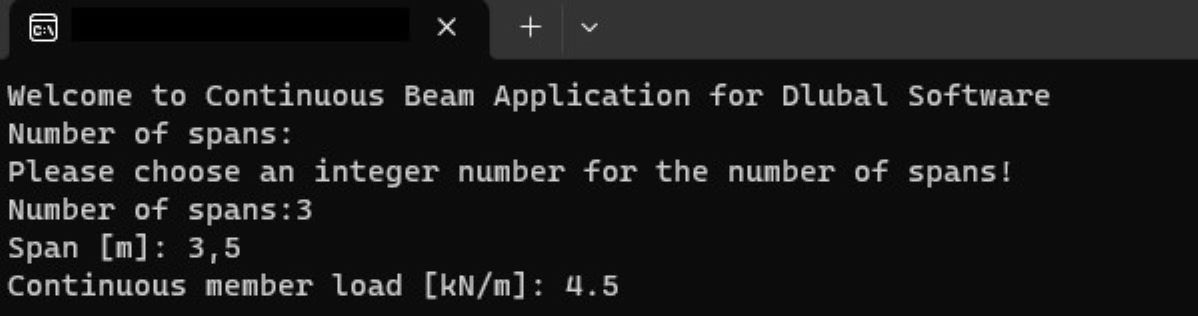 Welcome to Continuous Beam Application for Dlubal Software
Number of spans:
Please choose an integer number for the number of spans!
Number of spans:3
Span [m]: 3,5
Continuous member load [kN/m]: 4.5